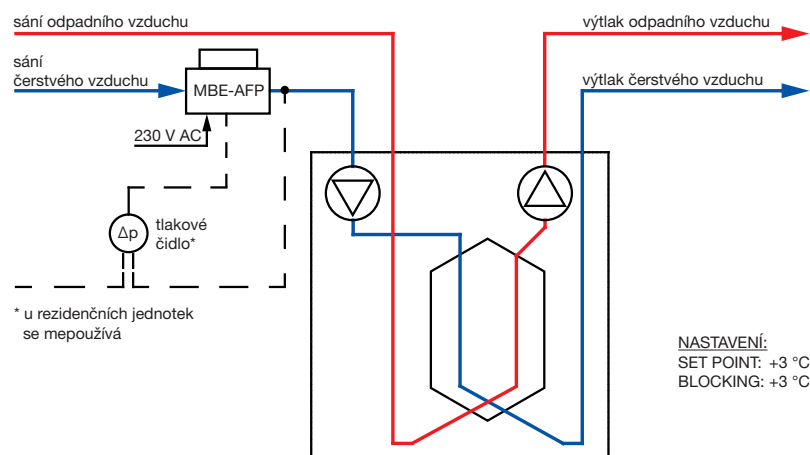 sání odpadního vzduchu
výtlak odpadního vzduchu
sání
čerstvého vzduchu
MBE-AFP
výtlak čerstvého vzduchu
230 V AC
Δp
tlakové
čidlo*
* u rezidenčních jednotek
se mepoužívá
NASTAVENÍ:
SET POINT: +3 °C
BLOCKING: +3 °C